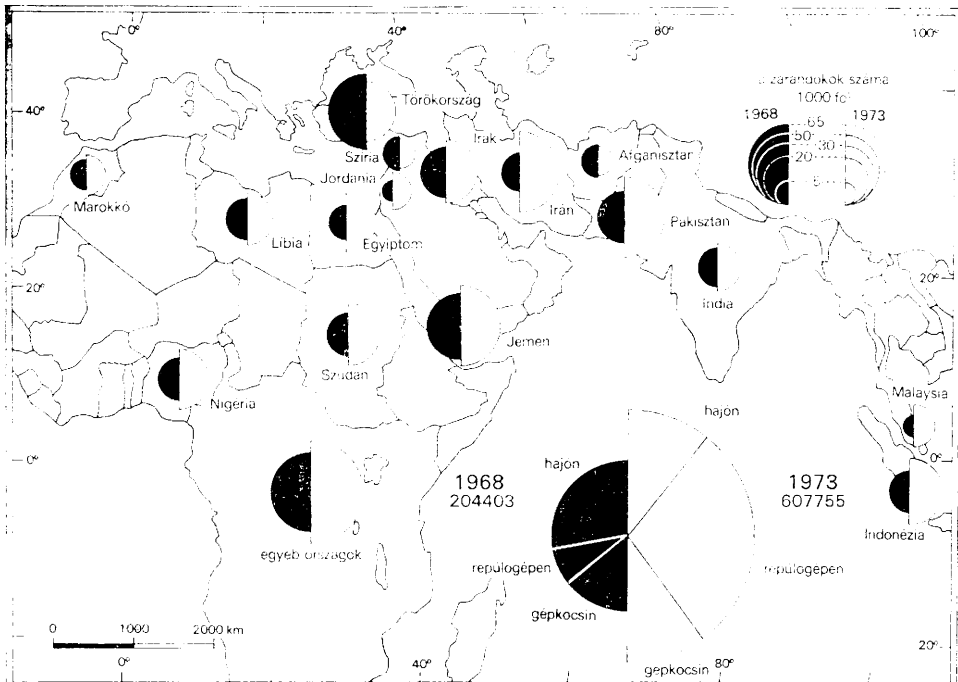 0°
40°
80°
100°
zarándokok száma
1000 fő
1968
1973
65
50
30
20
5
40°
Törökország
Irak
Szíria
Afganisztán
Jordánia
Marokkó
Irán
Líbia
Egyiptom
Pakisztán
20°
20°
India
Jemen
Szudán
Malaysia
Nigéria
hajón
0°
hajón
1968
204403
1973
607755
0°
Indonézia
egyéb országok
repülőgépen
repülőgépen
gépkocsin
0
1000
2000 km
20°
0°
40°
80°
gépkocsin